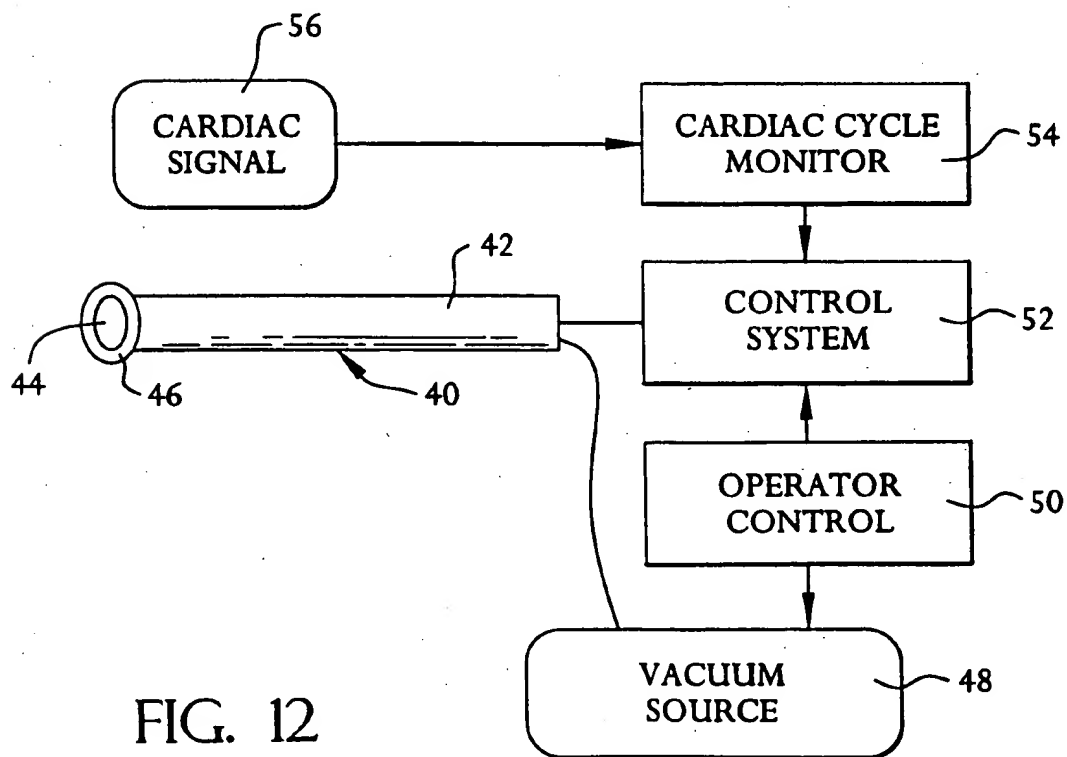 56
CARDIAC
SIGNAL
CARDIAC CYCLE
MONITOR
54
42
CONTROL
SYSTEM
52
44
46
40
OPERATOR
CONTROL
50
VACUUM
SOURCE
48
FIG. 12